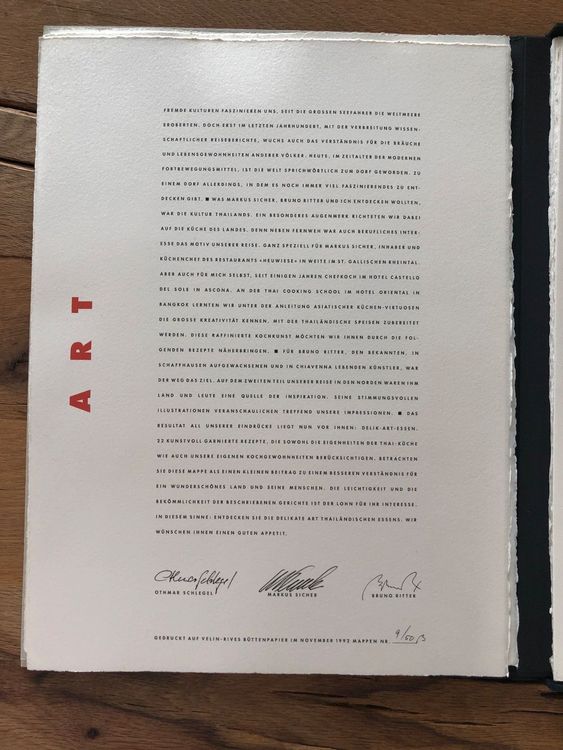 ART
FREMDE KULTUREN FASZINIEREN UNS, SEIT DIE GROSSEN SEEFAHRER DIE WELTMEERE
EROBERTEN. DOCH ERST IM LETZTEN JAHRHUNDERT, MIT DER VERBREITUNG WISSEN-
SCHAFTLICHER REISEBERICHTE, WUCHS AUCH DAS VERSTÄNDNIS FÜR DIE BRÄUCHE
UND LEBENSGEWOHNHEITEN ANDERER VÖLKER. HEUTE, IM ZEITALTER DER MODERNEN
FORTBEWEGUNGSMITTEL, IST DIE WELT SPRICHWÖRTLICH ZUM DORF GEWORDEN. ZU
EINEM DORF ALLERDINGS, IN DEM ES NOCH IMMER VIEL FASZINIERENDES ZU ENT-
DECKEN GIBT. ■ WAS MARKUS SICHER, BRUNO RITTER UND ICH ENTDECKEN WOLLTEN,
WAR DIE KULTUR THAILANDS. EIN BESONDERES AUGENMERK RICHTETEN WIR DABEI
AUF DIE KÜCHE DES LANDES. DENN NEBEN FERNWEH WAR AUCH BERUFLICHES INTER-
ESSE DAS MOTIV UNSERER REISE. GANZ SPEZIELL FÜR MARKUS SICHER, INHABER UND
KÜCHENCHEF DES RESTAURANTS «HEUWIESE» IN WEITE IM ST. GALLISCHEN RHEINTAL.
ABER AUCH FÜR MICH SELBST, SEIT EINIGEN JAHREN CHEFKOCH IM HOTEL CASTELLO
DEL SOLE IN ASCONA. AN DER THAI COOKING SCHOOL IM HOTEL ORIENTAL IN
BANGKOK LERNTEN WIR UNTER DER ANLEITUNG ASIATISCHER KÜCHEN-VIRTUOSEN
DIE GROSSE KREATIVITÄT KENNEN, MIT DER THAILÄNDISCHE SPEISEN ZUBEREITET
WERDEN. DIESE RAFFINIERTE KOCHKUNST MÖCHTEN WIR IHNEN DURCH DIE FOL-
GENDEN REZEPTE NÄHERBRINGEN. ■ FÜR BRUNO RITTER, DEN BEKANNTEN, IN
SCHAFFHAUSEN AUFGEWACHSENEN UND IN CHIAVENNA LEBENDEN KÜNSTLER, WAR
DER WEG DAS ZIEL. AUF DEM ZWEITEN TEIL UNSERER REISE IN DEN NORDEN WAREN IHM
LAND UND LEUTE EINE QUELLE DER INSPIRATION. SEINE STIMMUNGSVOLLEN
ILLUSTRATIONEN VERANSCHAULICHEN TREFFEND UNSERE IMPRESSIONEN. ■ DAS
RESULTAT ALL UNSERER EINDRÜCKE LIEGT NUN VOR IHNEN: DELIK-ART-ESSEN.
22 KUNSTVOLL GARNIERTE REZEPTE, DIE SOWOHL DIE EIGENHEITEN DER THAI-KÜCHE
WIE AUCH UNSERE EIGENEN KOCHGEWOHNHEITEN BERÜCKSICHTIGEN. BETRACHTEN
SIE DIESE MAPPE ALS EINEN KLEINEN BEITRAG ZU EINEM BESSEREN VERSTÄNDNIS FÜR
EIN WUNDERSCHÖNES LAND UND SEINE MENSCHEN. DIE LEICHTIGKEIT UND DIE
BEKÖMMLICHKEIT DER BESCHRIEBENEN GERICHTE IST DER LOHN FÜR IHR INTERESSE.
IN DIESEM SINNE: ENTDECKEN SIE DIE DELIKATE ART THAILÄNDISCHEN ESSENS. WIR
WÜNSCHEN IHNEN EINEN GUTEN APPETIT.
Othmar Schlegel
OTHMAR SCHLEGEL MARKUS SICHER BRUNO RITTER
GEDRUCKT AUF VELIN-RIVES BÜTTENPAPIER IM NOVEMBER 1992 MAPPEN NR. 9/50